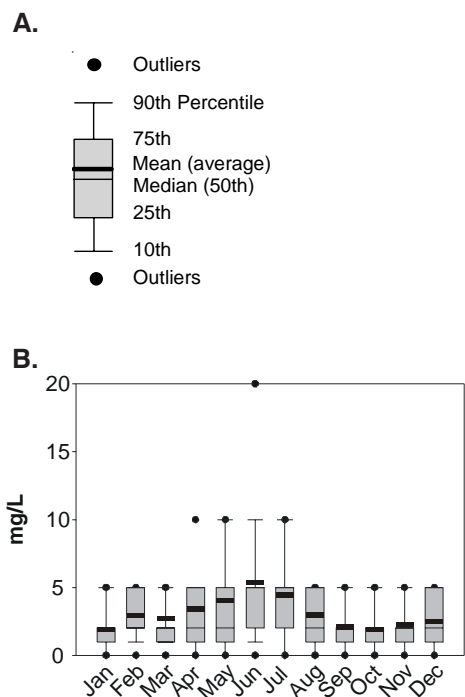 A.
Outliers
90th Percentile
75th
Mean (average)
Median (50th)
25th
10th
Outliers
B.
20
15
10
5
0
mg/L
Jan Feb Mar Apr May Jun Jul Aug Sep Oct Nov Dec